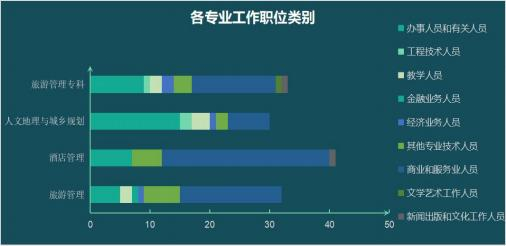 各专业工作职位类别
办事人员和有关人员
工程技术人员
教学人员
金融业务人员
经济业务人员
其他专业技术人员
商业和服务业人员
文学艺术工作人员
新闻出版和文化工作人员
旅游管理专科
人文地理与城乡规划
酒店管理
旅游管理
0 10 20 30 40 50